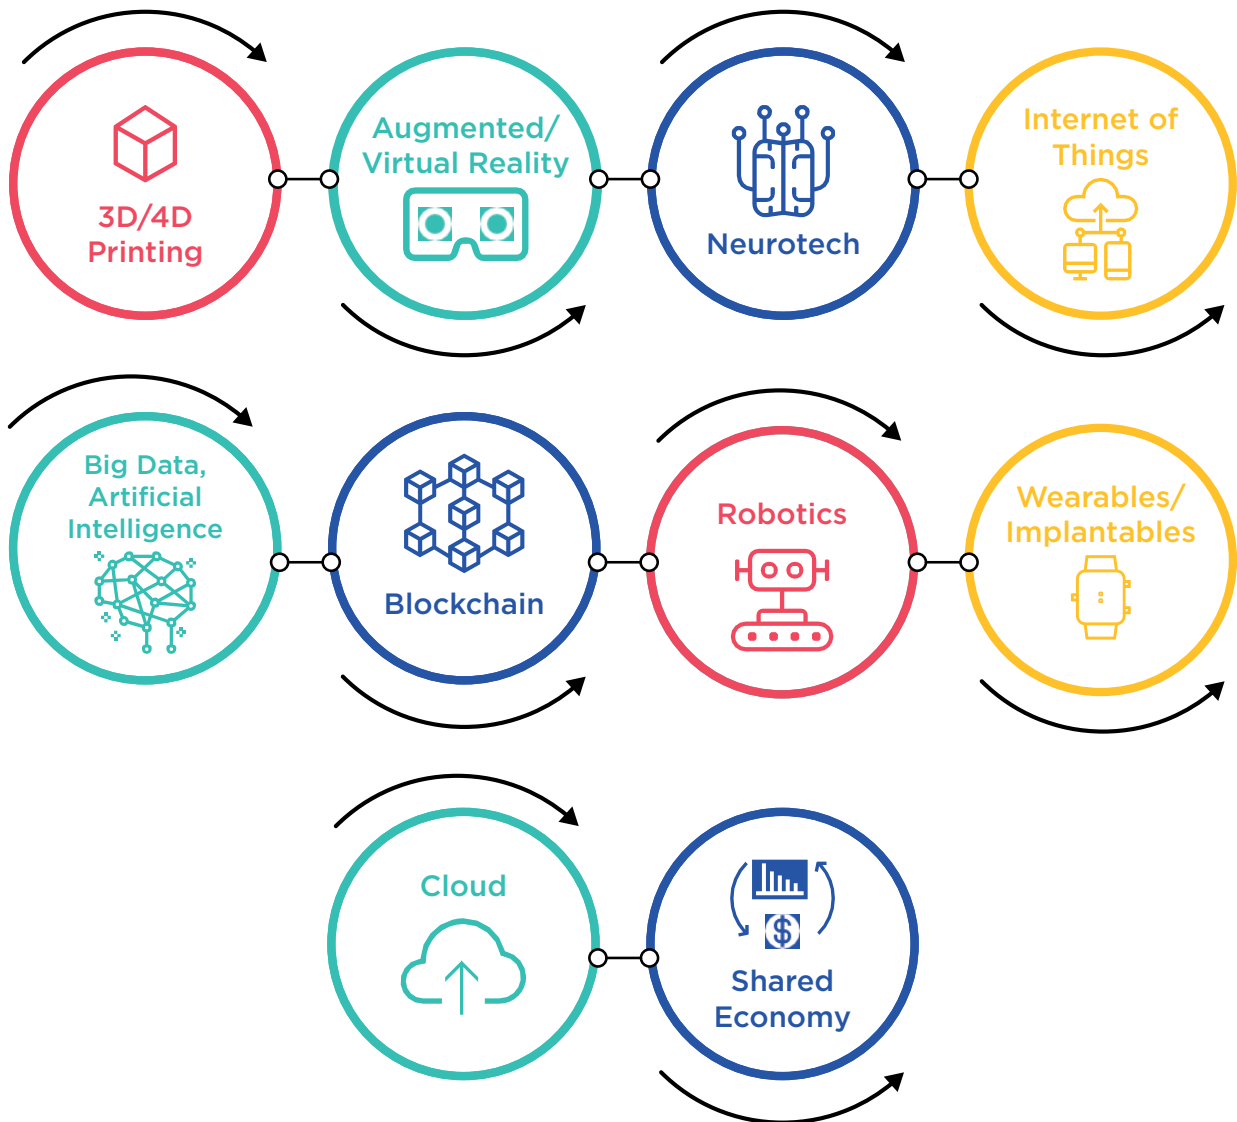 3D/4D
Printing
Augmented/
Virtual Reality
Neurotech
Internet of
Things
Big Data,
Artificial
Intelligence
Blockchain
Robotics
Wearables/
Implantables
Cloud
$
Shared
Economy